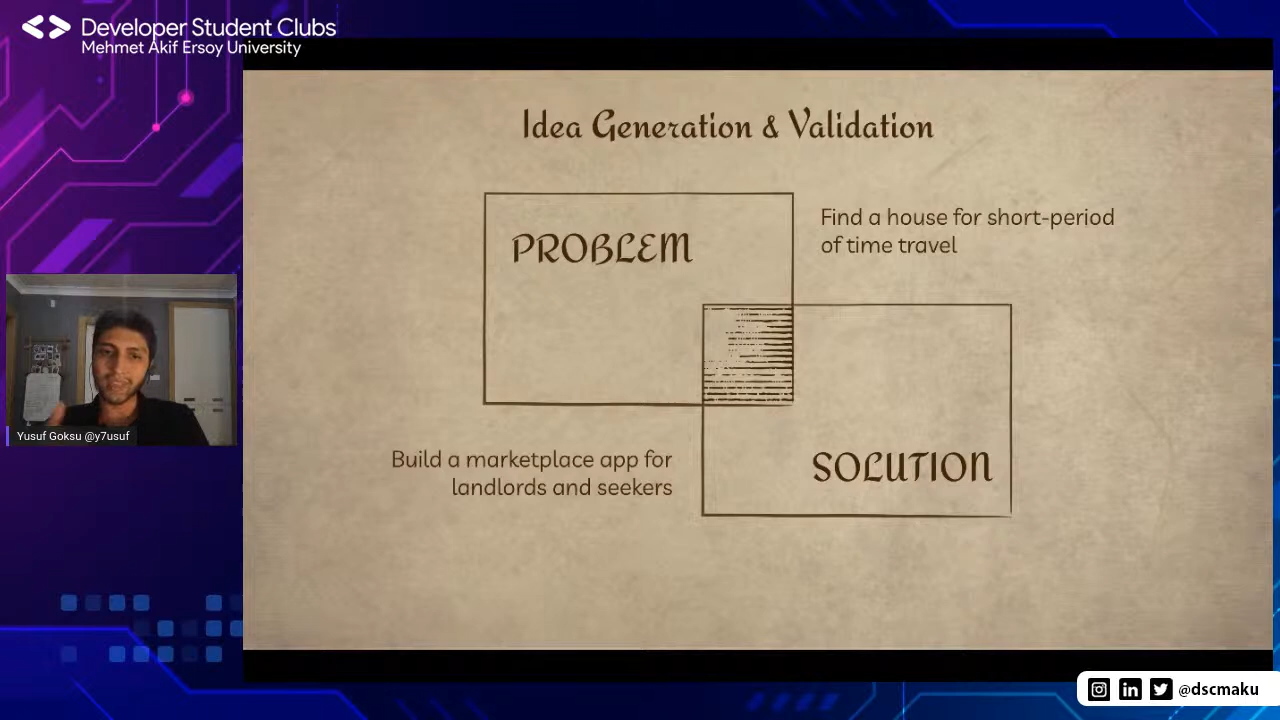 Developer Student Clubs
Mehmet Akif Ersoy University
Idea Generation & Validation
PROBLEM
Find a house for short-period
of time travel
Build a marketplace app for
landlords and seekers
SOLUTION
Yusuf Goksu @y7usuf
@dscmaku